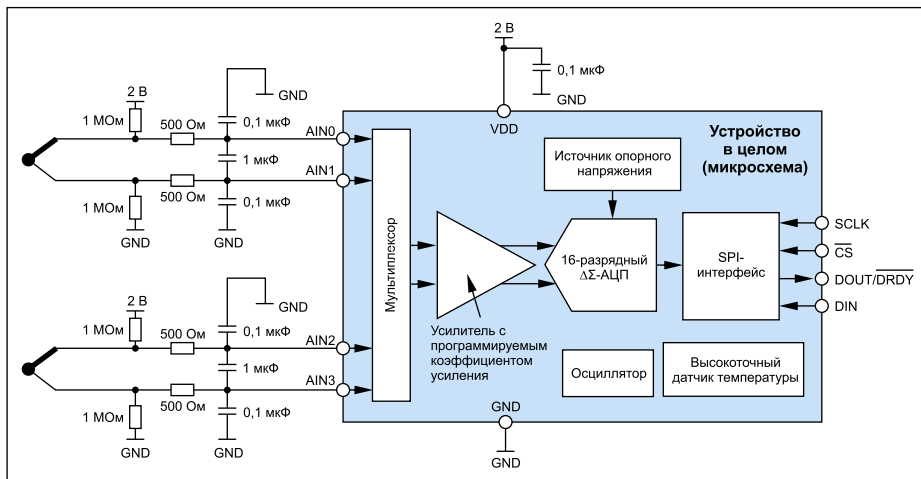 2 В
0,1 мкФ
GND
VDD
GND
2 В
1 МОм
500 Ом
0,1 мкФ
AIN0
1 мкФ
AIN1
500 Ом
0,1 мкФ
1 МОм
GND
GND
GND
2 В
1 МОм
500 Ом
0,1 мкФ
AIN2
1 мкФ
AIN3
500 Ом
0,1 мкФ
1 МОм
GND
GND
Устройство
в целом
(микросхема)
Мультиплексор
Источник опорного
напряжения
16-разрядный
ΔΣ-АЦП
SPI-
интерфейс
SCLK
CS
DOUT/DRDY
DIN
Усилитель с
программируемым
коэффициентом
усиления
Осциллятор
Высокоточный
датчик температуры
GND
GND